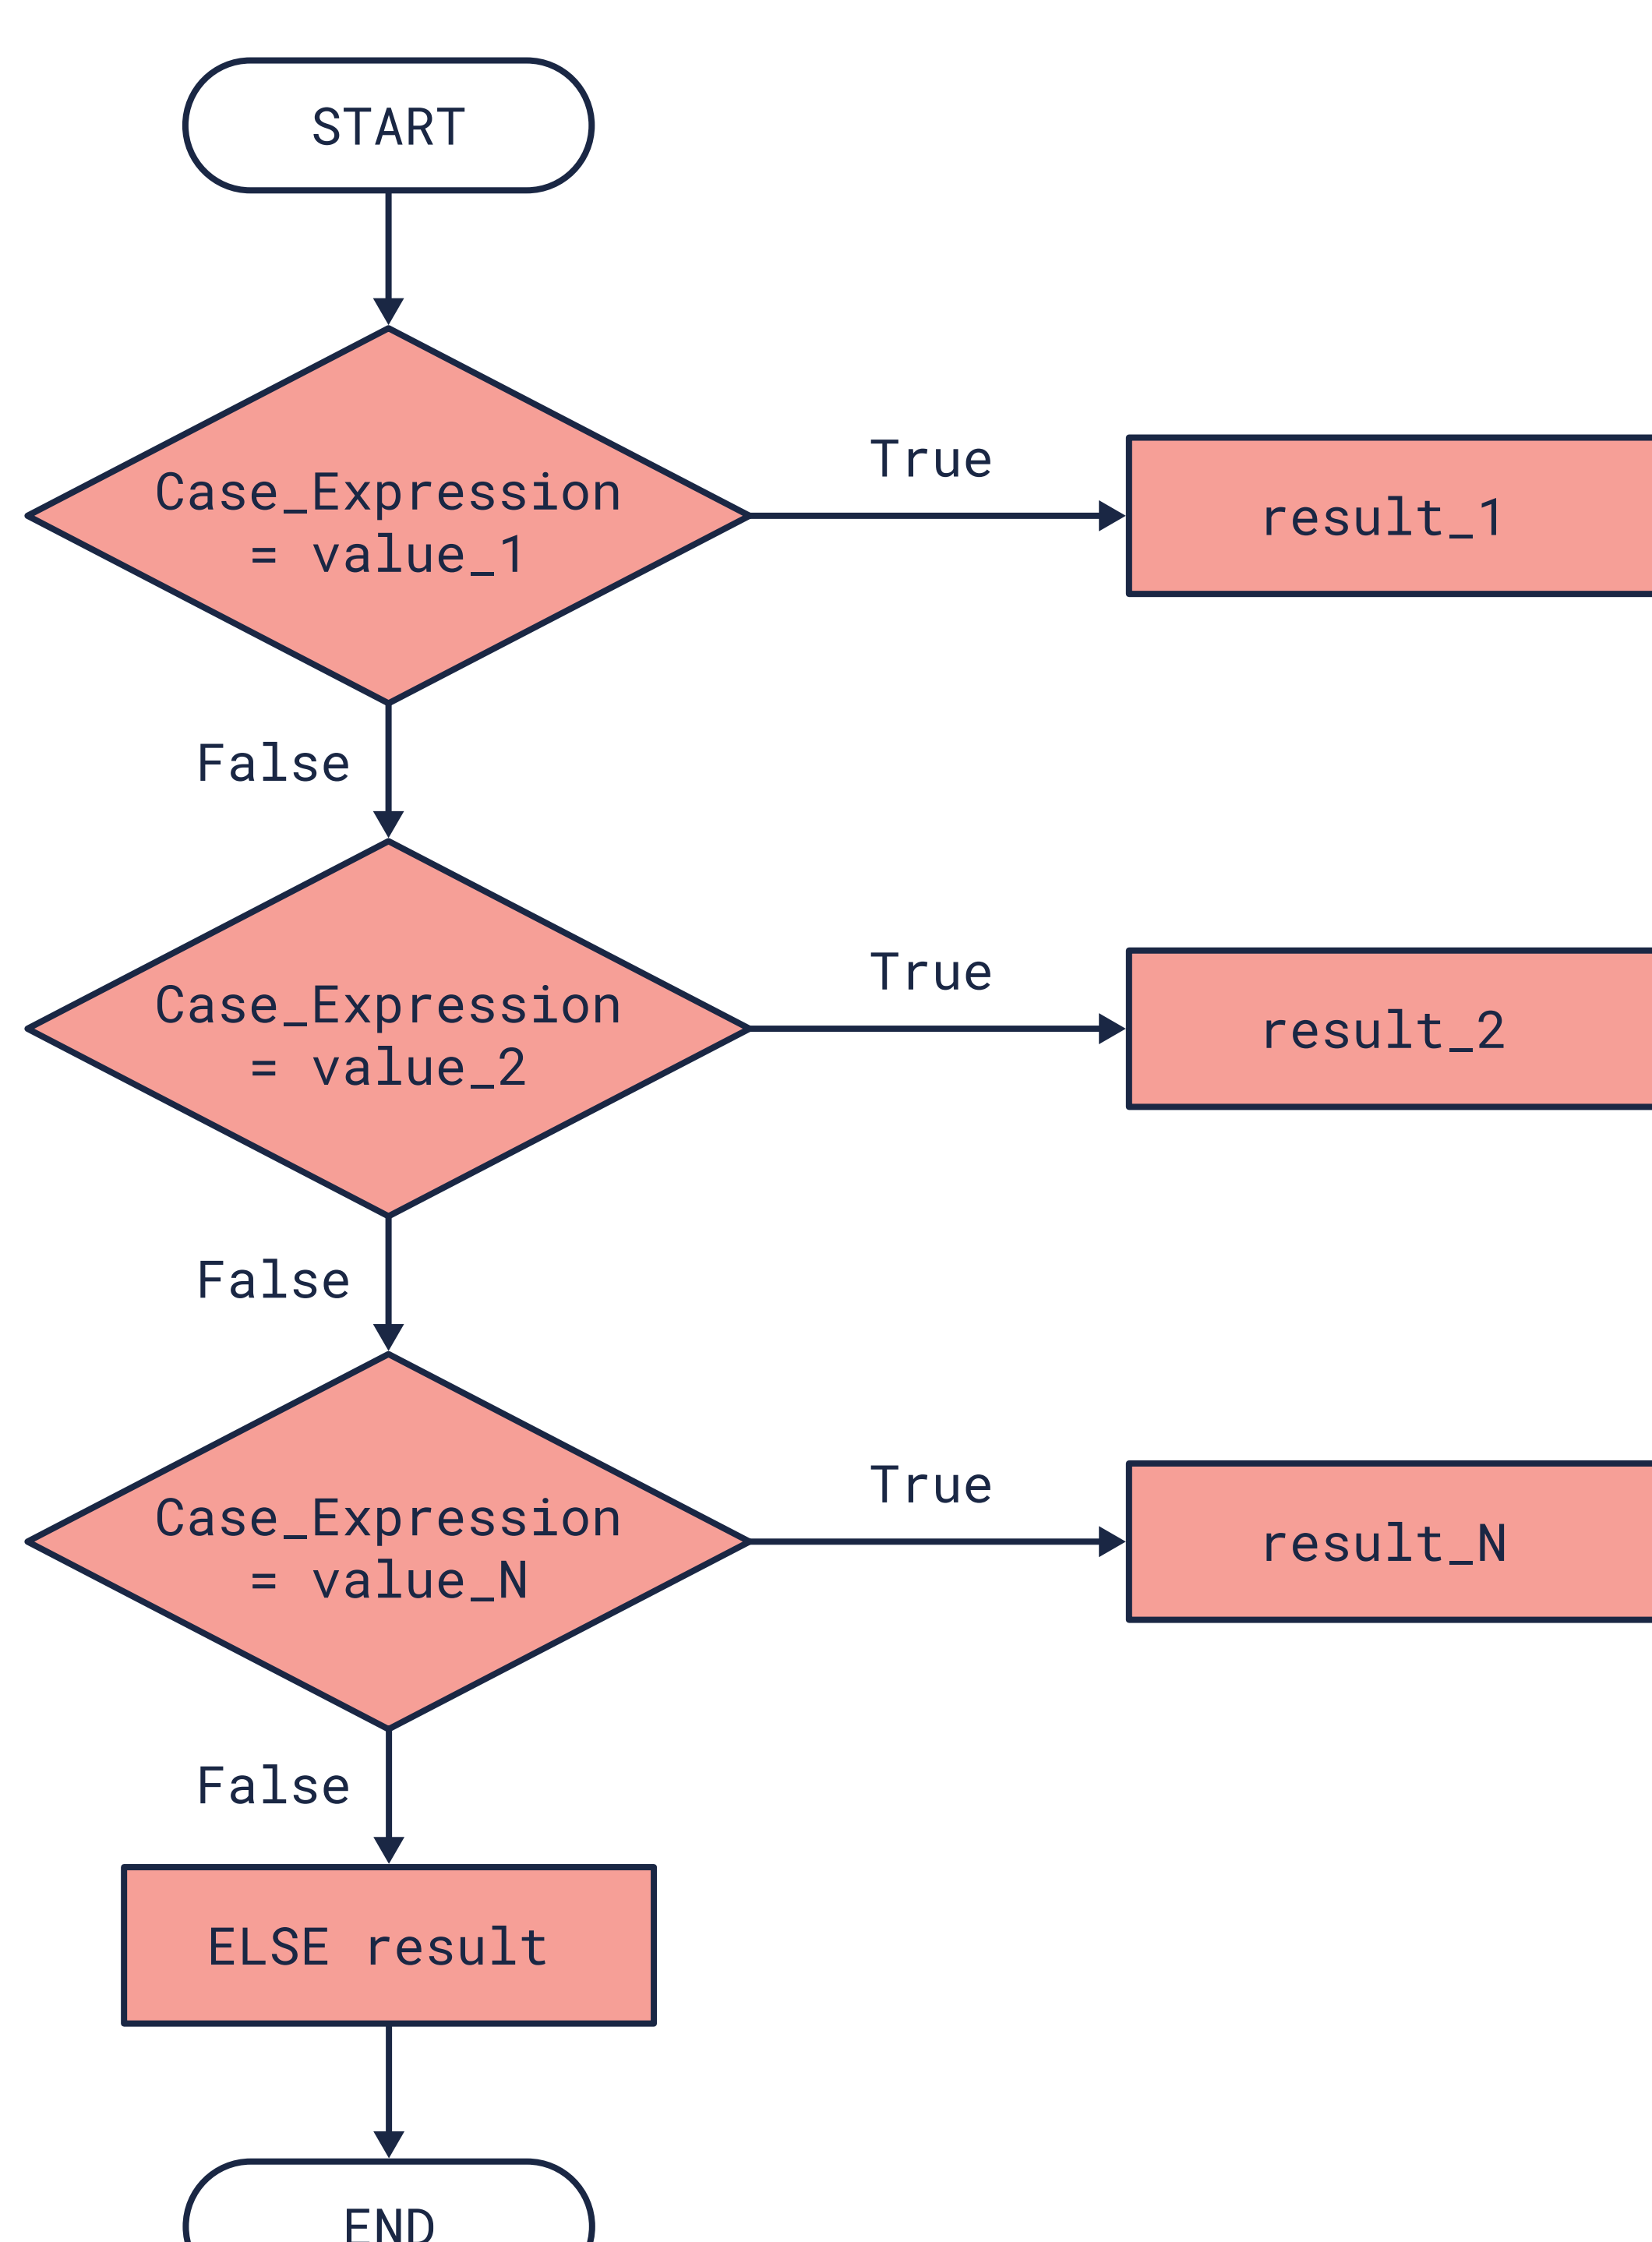 START
Case_Expression
= value_1
True
result_1
False
Case_Expression
= value_2
True
result_2
False
Case_Expression
= value_N
True
result_N
False
ELSE result
END